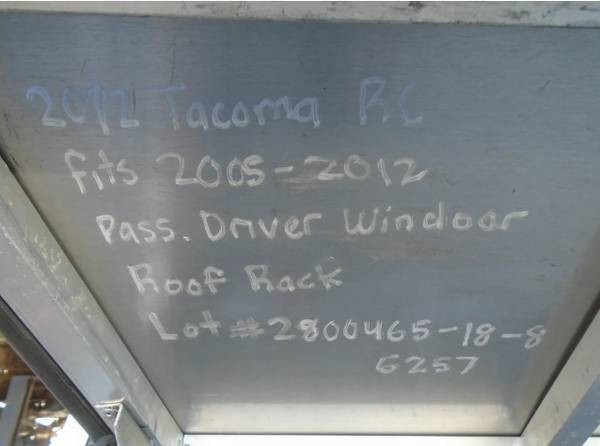 2012 Tacoma RC
fits 2005-2012
Pass. Driver Windoor
Roof Rack
Lot #2800465-18-8
6257